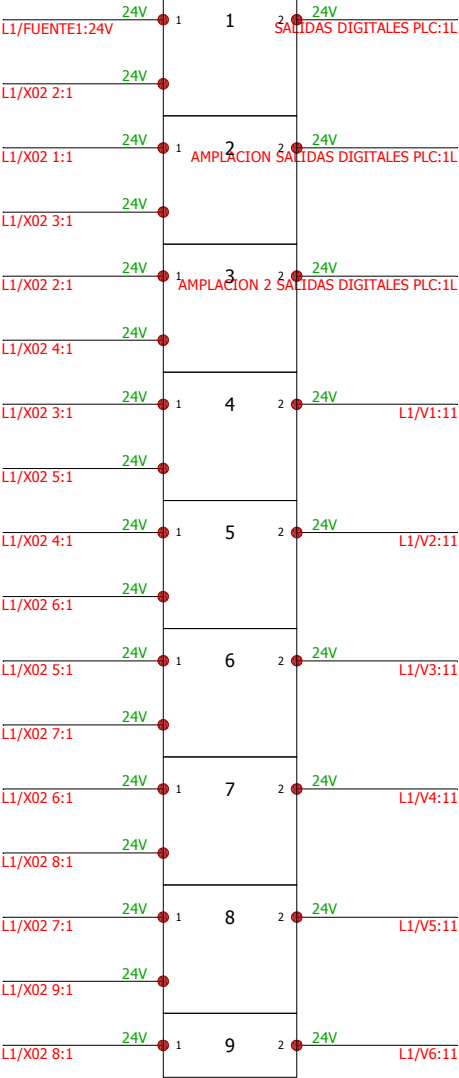 24V 24V
L1/FUENTE1:24V 1 1 2 SALIDAS DIGITALES PLC:1L
24V
L1/X02 2:1
24V 24V
L1/X02 1:1 1 2 2 AMPLACION SALIDAS DIGITALES PLC:1L
24V
L1/X02 3:1
24V 24V
L1/X02 2:1 1 3 2 AMPLACION 2 SALIDAS DIGITALES PLC:1L
24V
L1/X02 4:1
24V 24V
L1/X02 3:1 1 4 2 L1/V1:11
24V
L1/X02 5:1
24V 24V
L1/X02 4:1 1 5 2 L1/V2:11
24V
L1/X02 6:1
24V 24V
L1/X02 5:1 1 6 2 L1/V3:11
24V
L1/X02 7:1
24V 24V
L1/X02 6:1 1 7 2 L1/V4:11
24V
L1/X02 8:1
24V 24V
L1/X02 7:1 1 8 2 L1/V5:11
24V
L1/X02 9:1
24V 24V
L1/X02 8:1 1 9 2 L1/V6:11